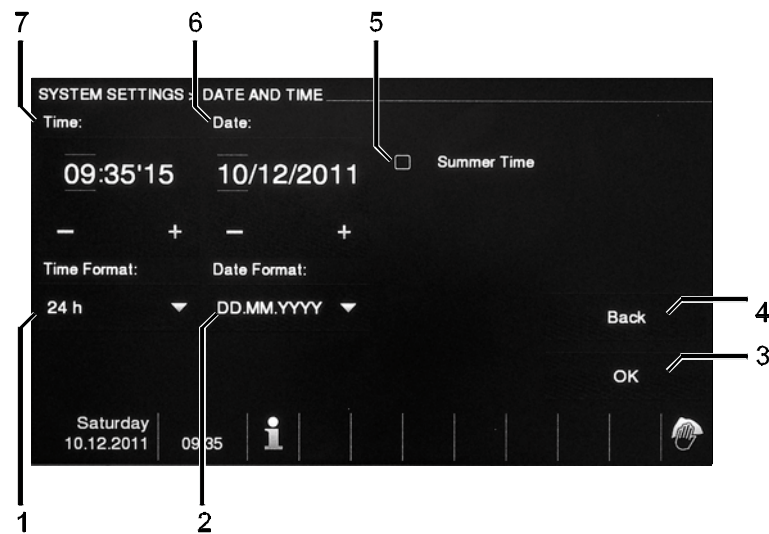 7 6 5
SYSTEM SETTINGS > DATE AND TIME
Time: Date:
09:35'15 10/12/2011 Summer Time
− + − +
Time Format: Date Format:
24 h DD.MM.YYYY
Back 4
OK 3
Saturday
10.12.2011 09:35 i
1 2